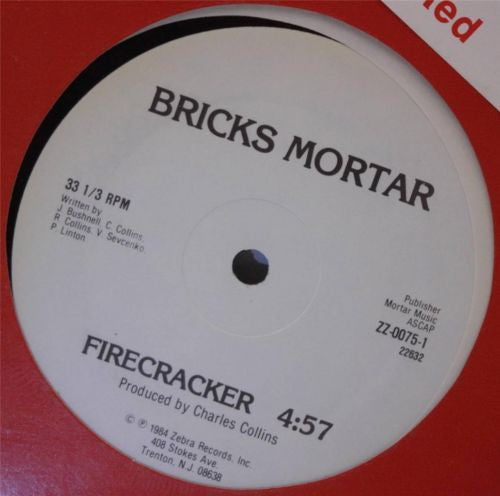 BRICKS MORTAR
33 1/3 RPM
Written by
J. Bushnell, C. Collins,
R. Collins, V. Sevcenko,
P. Linton
Publisher
Mortar Music
ASCAP
ZZ-0075-1
22632
FIRECRACKER 4:57
Produced by Charles Collins
© ℗ 1984 Zebra Records, Inc.
408 Stokes Ave.
Trenton, N.J. 08638